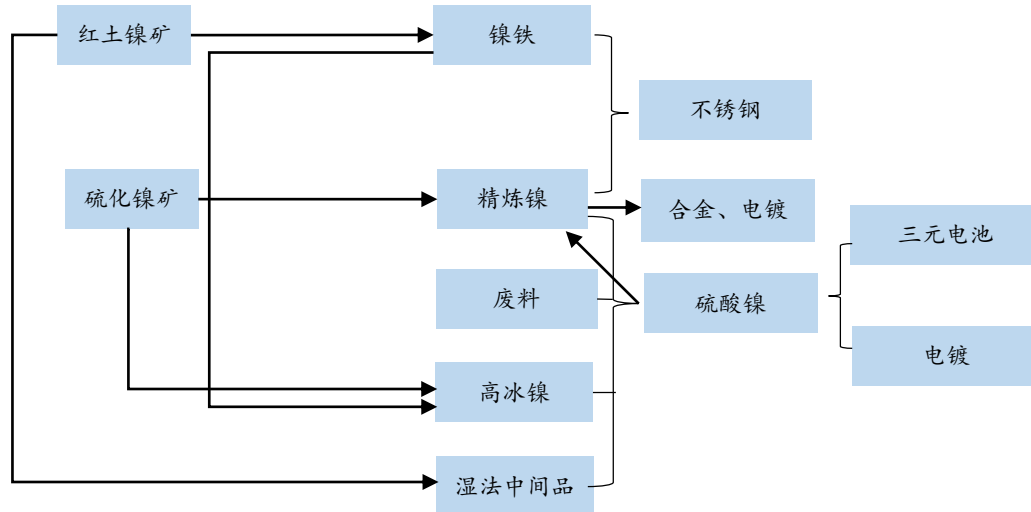 红土镍矿
镍铁
不锈钢
硫化镍矿
精炼镍
合金、电镀
三元电池
废料
硫酸镍
电镀
高冰镍
湿法中间品